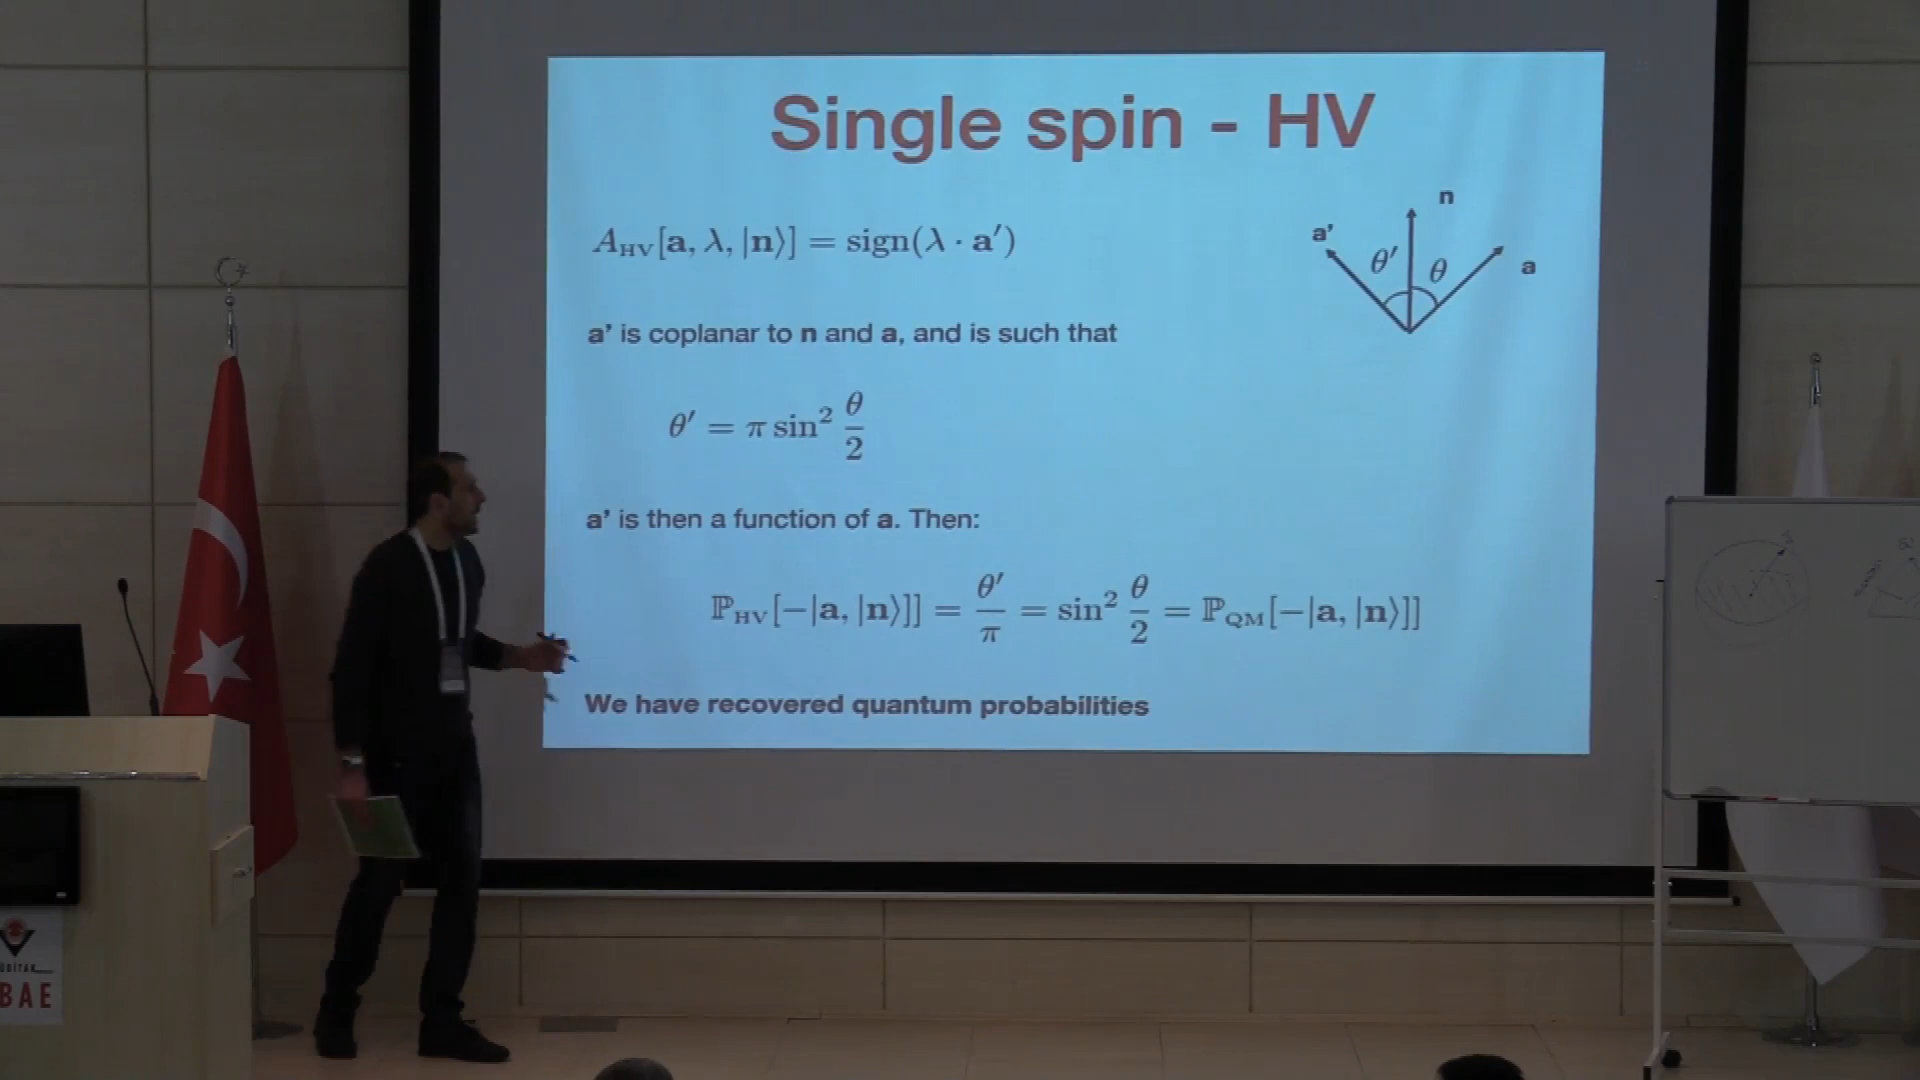 Single spin - HV
A_HV[a, λ, |n⟩] = sign(λ · a′)
n
a'
θ′
θ
a
a' is coplanar to n and a, and is such that
θ′ = π sin² θ/2
a' is then a function of a. Then:
ℙ_HV[−|a, |n⟩]] = θ′/π = sin² θ/2 = ℙ_QM[−|a, |n⟩]]
We have recovered quantum probabilities
BAE